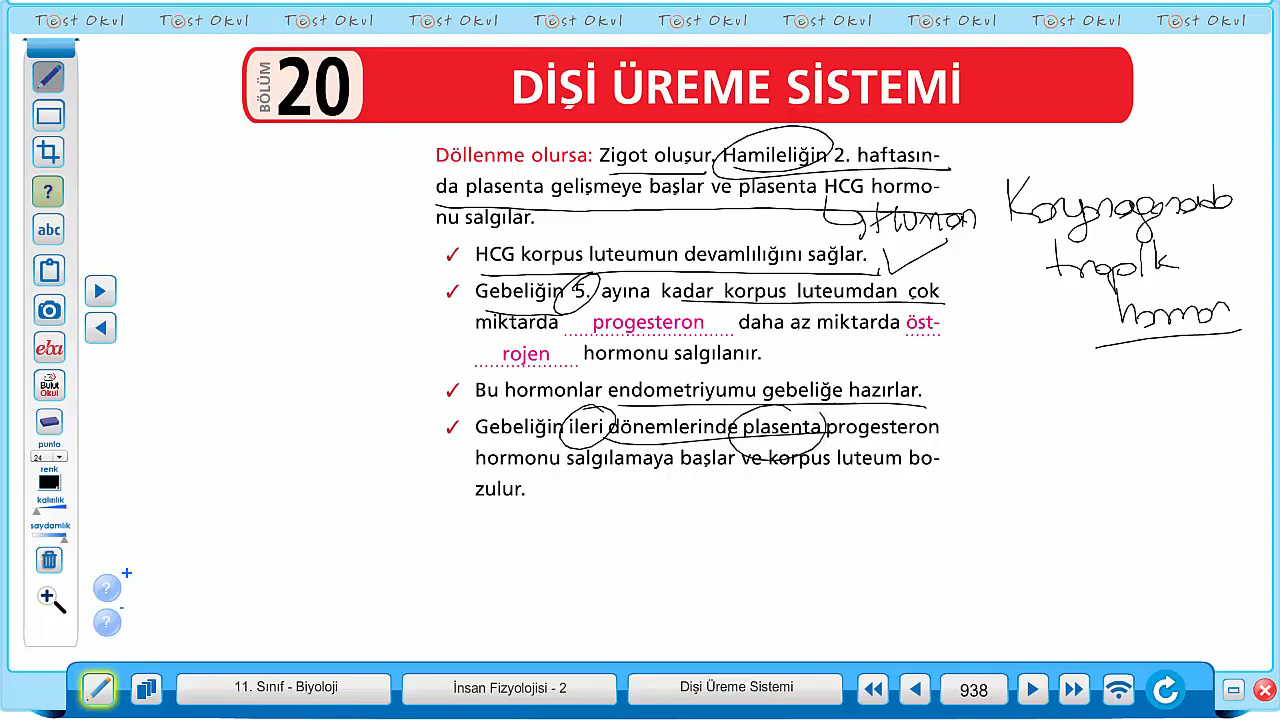 Test Okul Test Okul Test Okul Test Okul Test Okul Test Okul Test Okul Test Okul Test Okul Test Okul
BÖLÜM 20 DİŞİ ÜREME SİSTEMİ
Döllenme olursa: Zigot oluşur. Hamileliğin 2. haftasın-
da plasenta gelişmeye başlar ve plasenta HCG hormo-
nu salgılar.
Human
✓ HCG korpus luteumun devamlılığını sağlar.
✓ Gebeliğin 5. ayına kadar korpus luteumdan çok
miktarda progesteron daha az miktarda öst-
rojen hormonu salgılanır.
✓ Bu hormonlar endometriyumu gebeliğe hazırlar.
✓ Gebeliğin ileri dönemlerinde plasenta progesteron
hormonu salgılamaya başlar ve korpus luteum bo-
zulur.
tropik
hormon
?
abc
eba
Bulut
Okul
punto
24
renk
kalınlık
saydamlık
? +
? -
11. Sınıf - Biyoloji
İnsan Fizyolojisi - 2
Dişi Üreme Sistemi
938